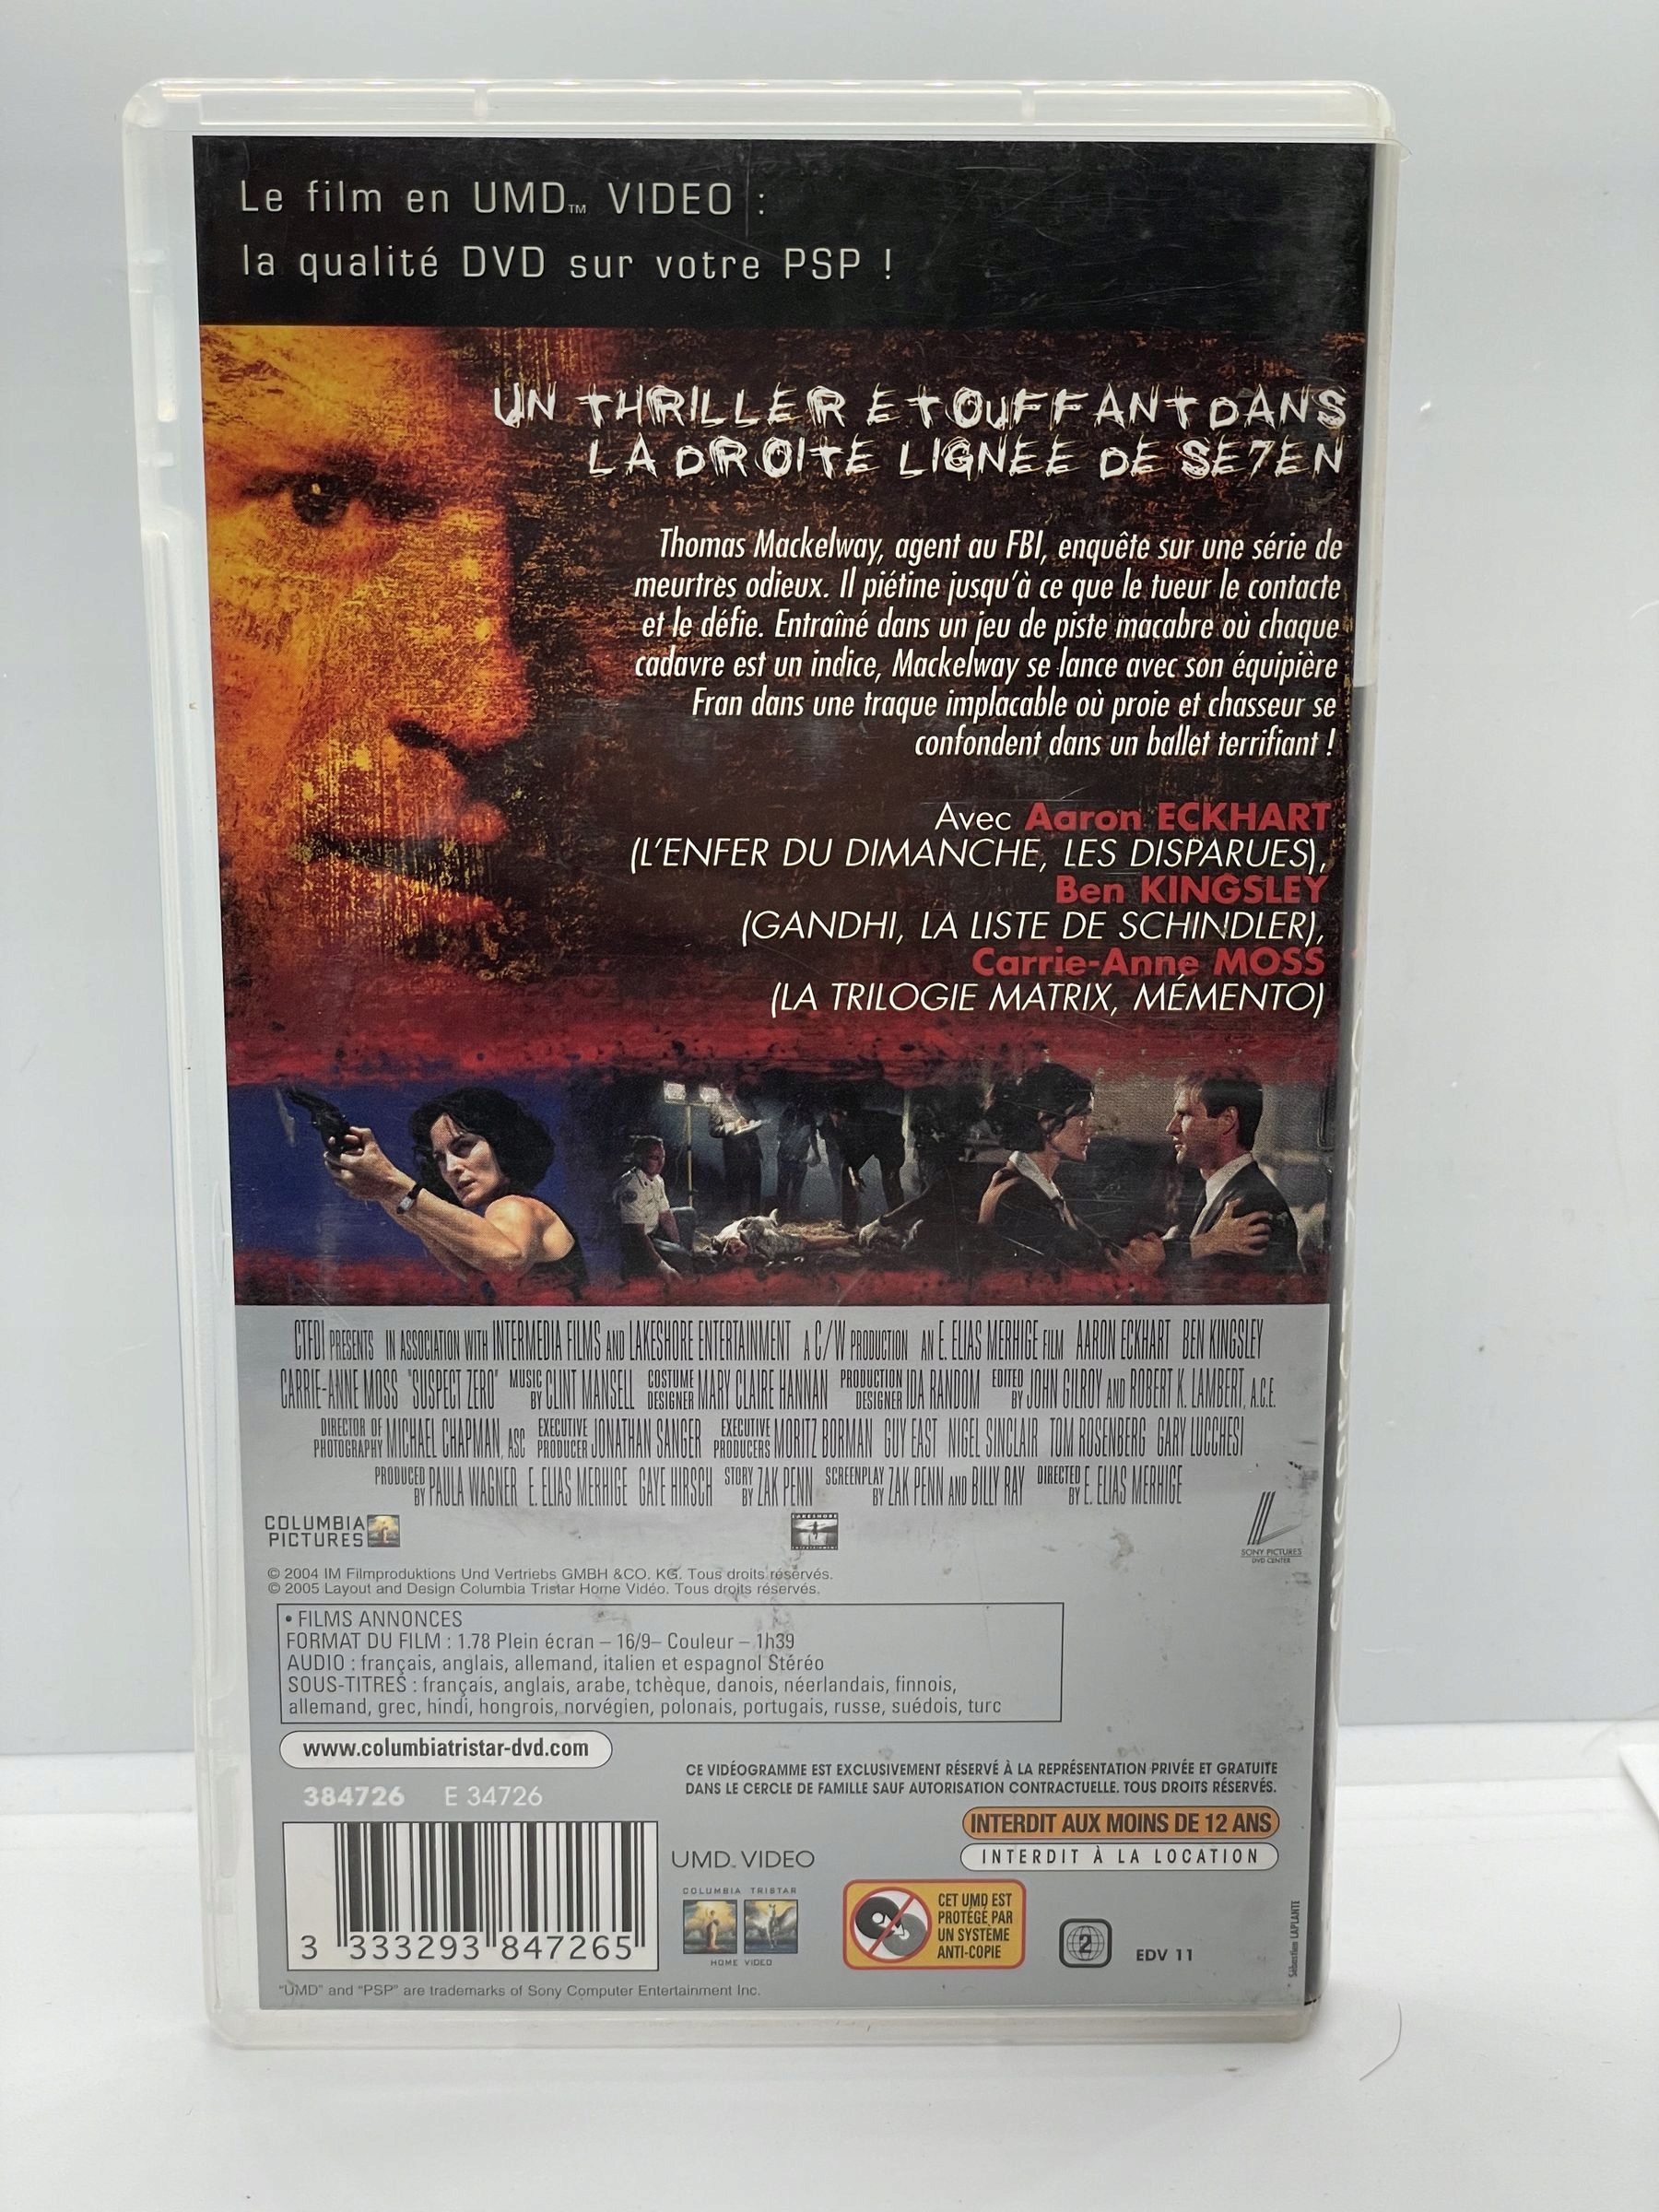 Le film en UMD™ VIDEO :
la qualité DVD sur votre PSP !
UN THRILLER ETOUFFANT DANS
LA DROITE LIGNEE DE SE7EN
Thomas Mackelway, agent au FBI, enquête sur une série de
meurtres odieux. Il piétine jusqu'à ce que le tueur le contacte
et le défie. Entraîné dans un jeu de piste macabre où chaque
cadavre est un indice, Mackelway se lance avec son équipière
Fran dans une traque implacable où proie et chasseur se
confondent dans un ballet terrifiant !
Avec Aaron ECKHART
(L'ENFER DU DIMANCHE, LES DISPARUES),
Ben KINGSLEY
(GANDHI, LA LISTE DE SCHINDLER),
Carrie-Anne MOSS
(LA TRILOGIE MATRIX, MÉMENTO)
CTFDI PRESENTS IN ASSOCIATION WITH INTERMEDIA FILMS AND LAKESHORE ENTERTAINMENT A C/W PRODUCTION AN E. ELIAS MERHIGE FILM AARON ECKHART BEN KINGSLEY
CARRIE-ANNE MOSS "SUSPECT ZERO" MUSIC BY CLINT MANSELL COSTUME DESIGNER MARY CLAIRE HANNAN PRODUCTION DESIGNER IDA RANDOM EDITED BY JOHN GILROY AND ROBERT K. LAMBERT, A.C.E.
DIRECTOR OF PHOTOGRAPHY MICHAEL CHAPMAN, ASC EXECUTIVE PRODUCER JONATHAN SANGER EXECUTIVE PRODUCERS MORITZ BORMAN GUY EAST NIGEL SINCLAIR TOM ROSENBERG GARY LUCCHESI
PRODUCED BY PAULA WAGNER E. ELIAS MERHIGE GAYE HIRSCH STORY BY ZAK PENN SCREENPLAY BY ZAK PENN AND BILLY RAY DIRECTED BY E. ELIAS MERHIGE
COLUMBIA
PICTURES
LAKESHORE
ENTERTAINMENT
SONY PICTURES
DVD CENTER
© 2004 IM Filmproduktions Und Vertriebs GMBH &CO. KG. Tous droits réservés.
© 2005 Layout and Design Columbia Tristar Home Vidéo. Tous droits réservés.
• FILMS ANNONCES
FORMAT DU FILM : 1.78 Plein écran – 16/9– Couleur – 1h39
AUDIO : français, anglais, allemand, italien et espagnol Stéréo
SOUS-TITRES : français, anglais, arabe, tchèque, danois, néerlandais, finnois,
allemand, grec, hindi, hongrois, norvégien, polonais, portugais, russe, suédois, turc
www.columbiatristar-dvd.com
CE VIDÉOGRAMME EST EXCLUSIVEMENT RÉSERVÉ À LA REPRÉSENTATION PRIVÉE ET GRATUITE
DANS LE CERCLE DE FAMILLE SAUF AUTORISATION CONTRACTUELLE. TOUS DROITS RÉSERVÉS.
384726 E 34726
INTERDIT AUX MOINS DE 12 ANS
INTERDIT À LA LOCATION
UMD™ VIDEO
COLUMBIA TRISTAR
HOME VIDEO
CET UMD EST
PROTÉGÉ PAR
UN SYSTÈME
ANTI-COPIE
2
EDV 11
Sébastien LAPLANTE
3 333293 847265
"UMD" and "PSP" are trademarks of Sony Computer Entertainment Inc.